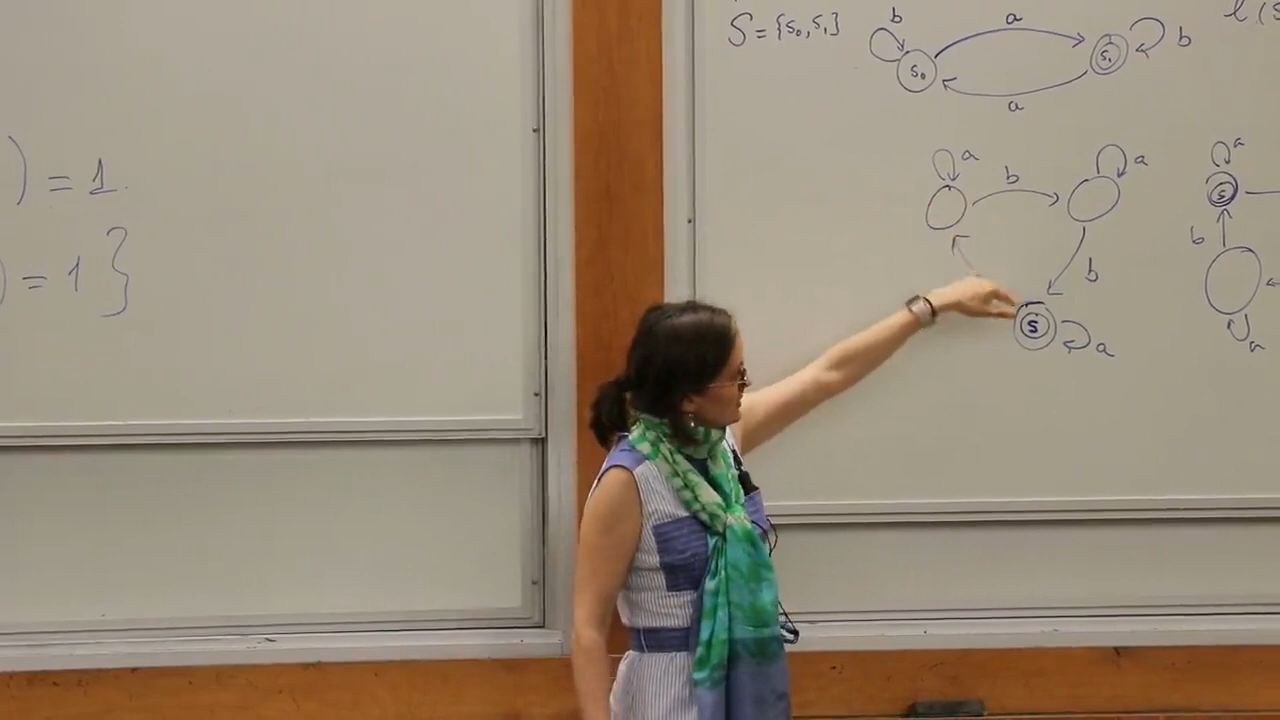 ) = 1.
) = 1 }
S = {s₀, s₁}
b
a
s₀
s₁
b
a
l(s
a
b
a
b
s
a
a
s
b
a